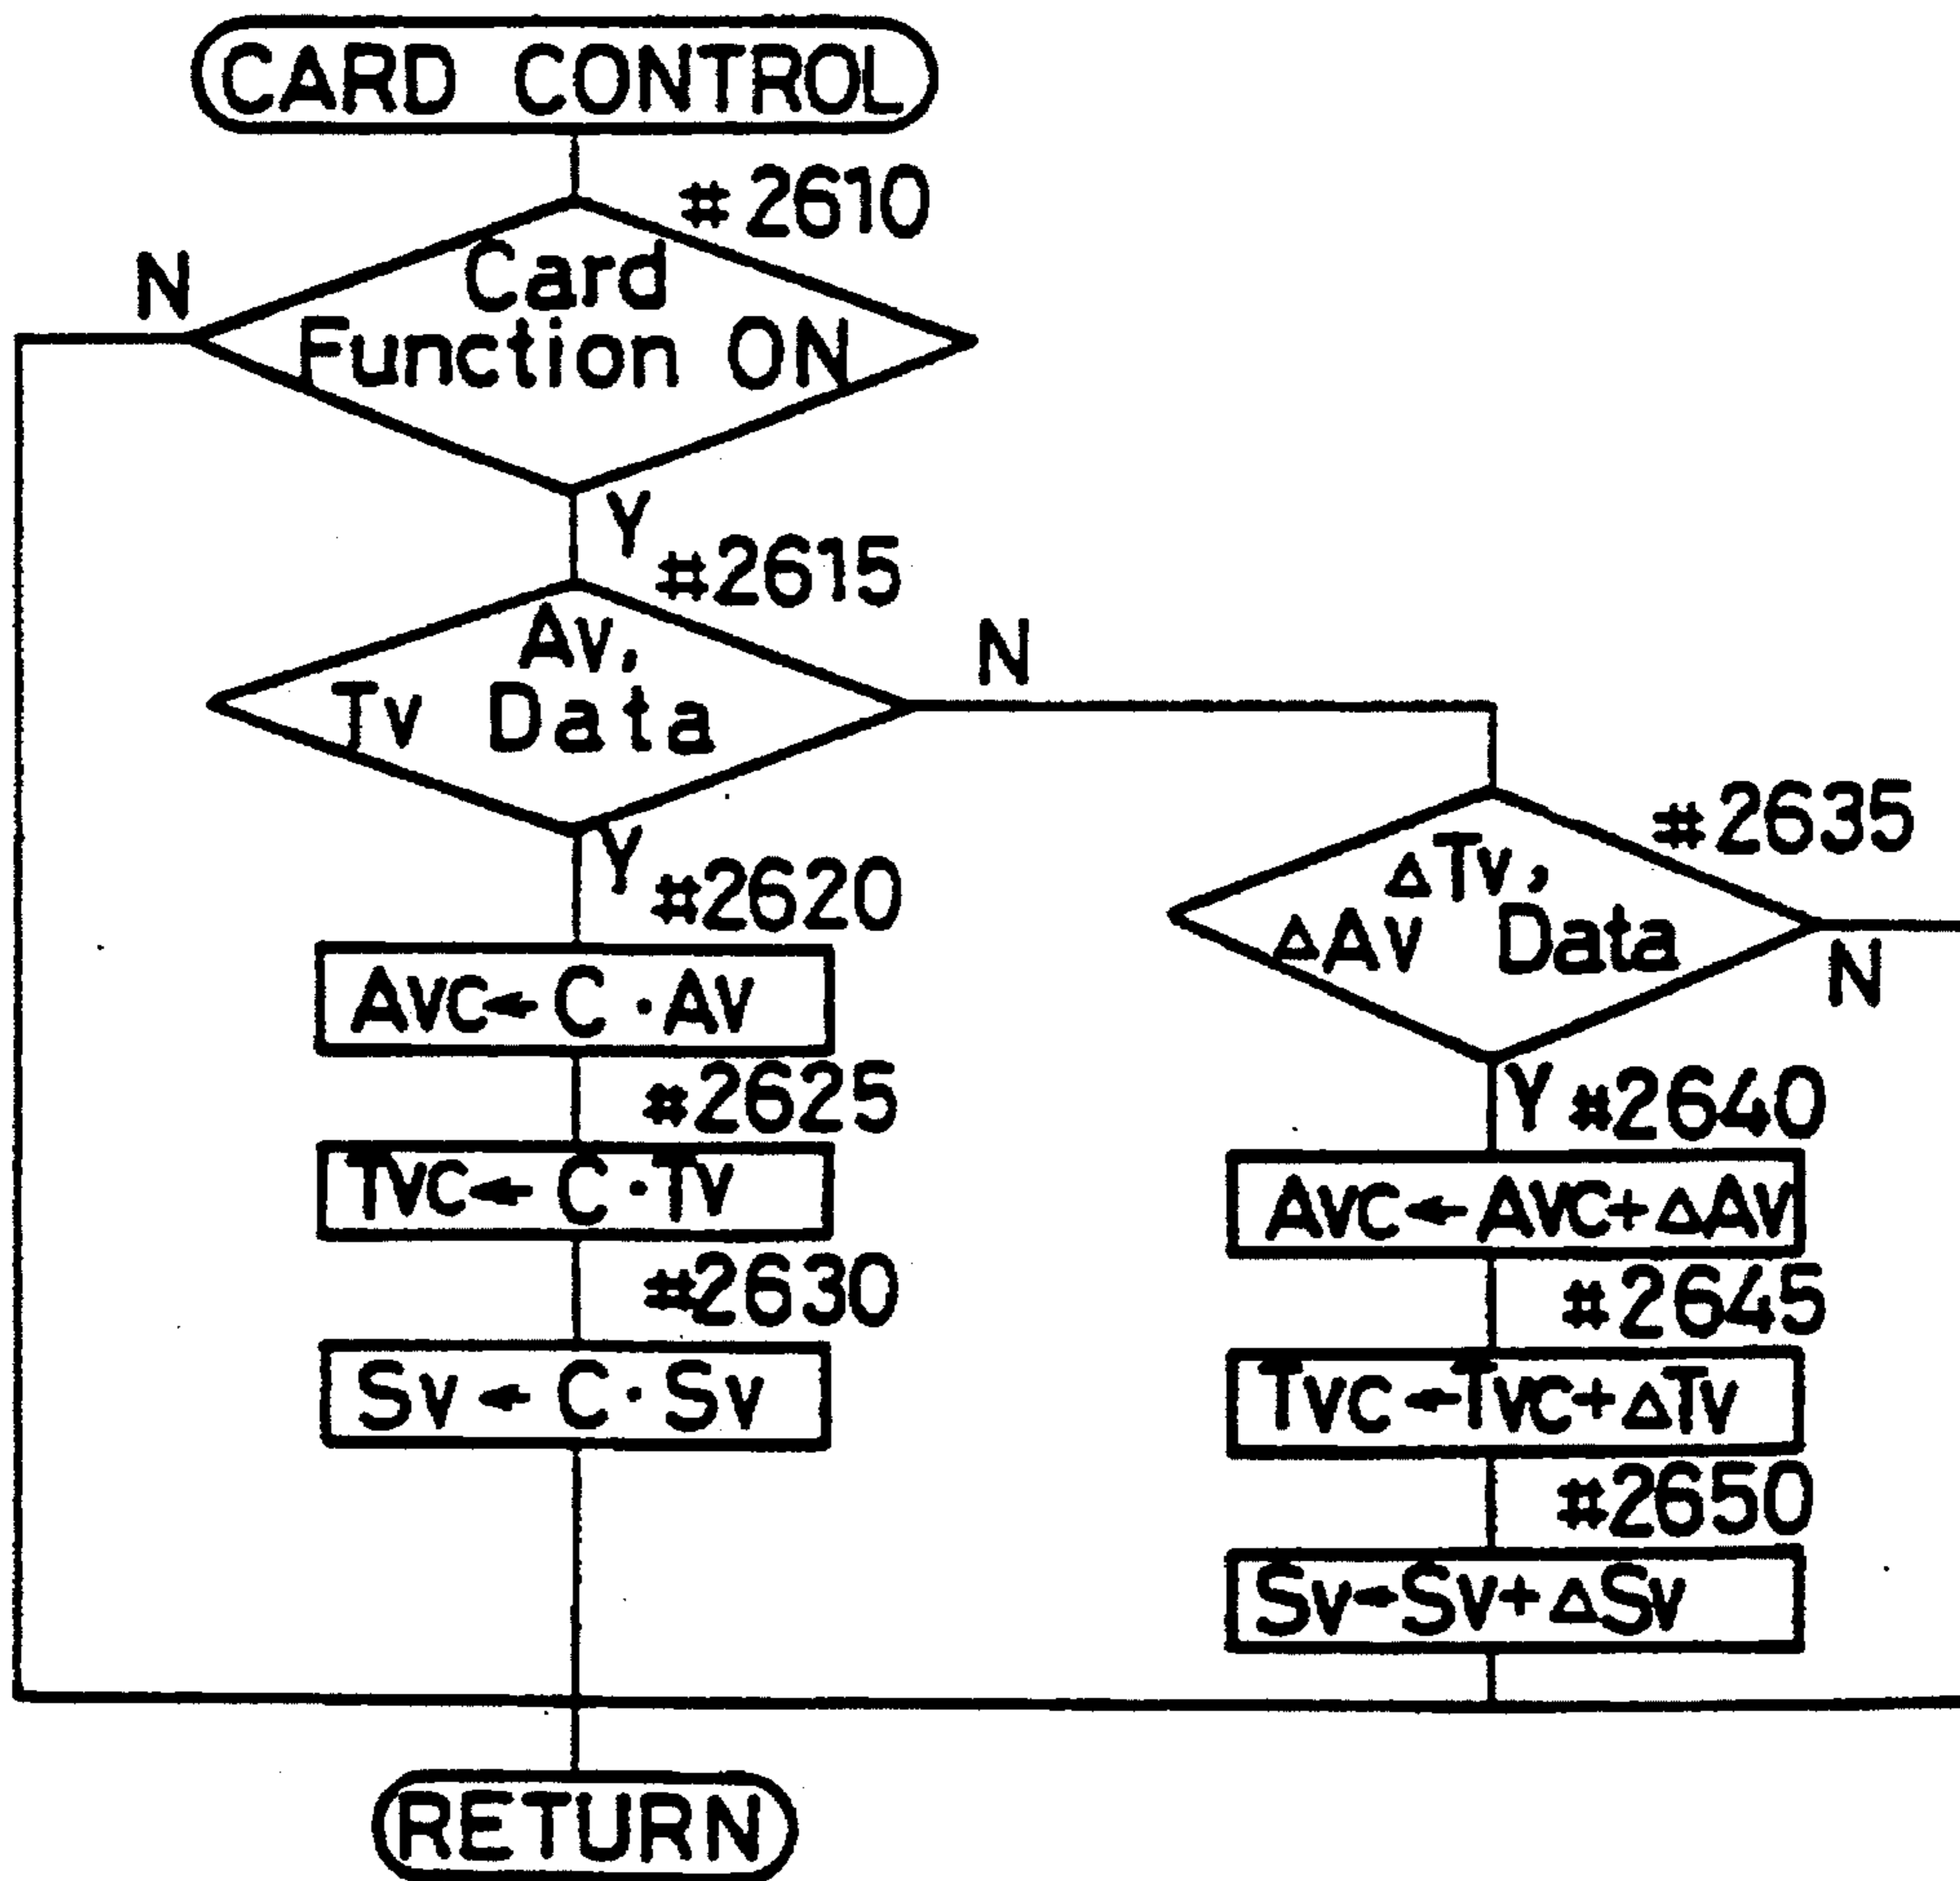 CARD CONTROL
#2610
N
Card
Function ON
Y
#2615
Av,
Tv Data
N
Y
#2620
AVC← C・AV
#2625
TVC← C・TV
#2630
Sv ← C・Sv
#2635
ΔTv,
ΔAv Data
N
Y #2640
AVC←AVC+ΔAV
#2645
TVC←TVC+ΔTV
#2650
Sv←Sv+ΔSv
RETURN